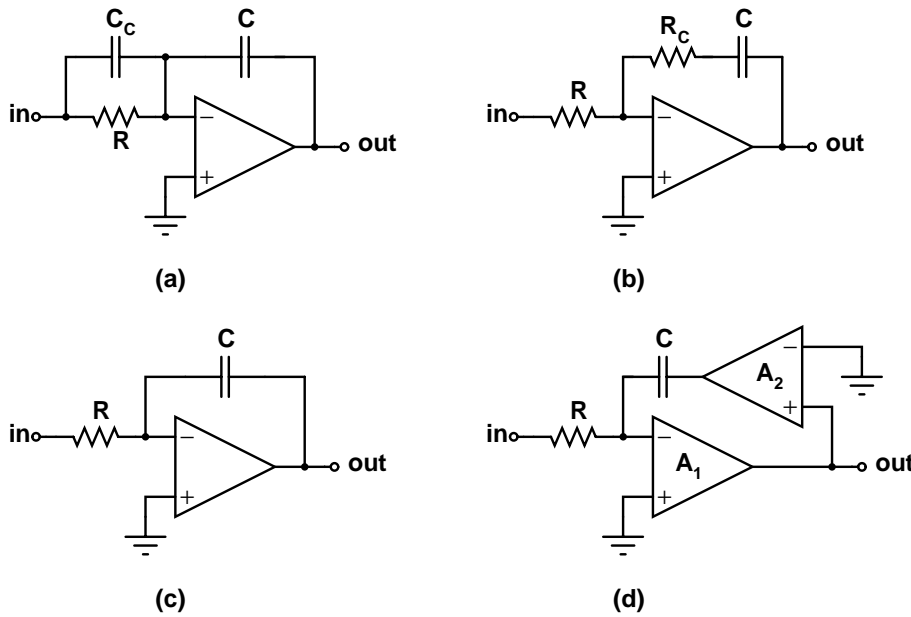 C_C C
in R − + out
(a)
R_C C
R
in − + out
(b)
C
R
in − + out
(c)
C A_2 − +
R
in − A_1 + out
(d)